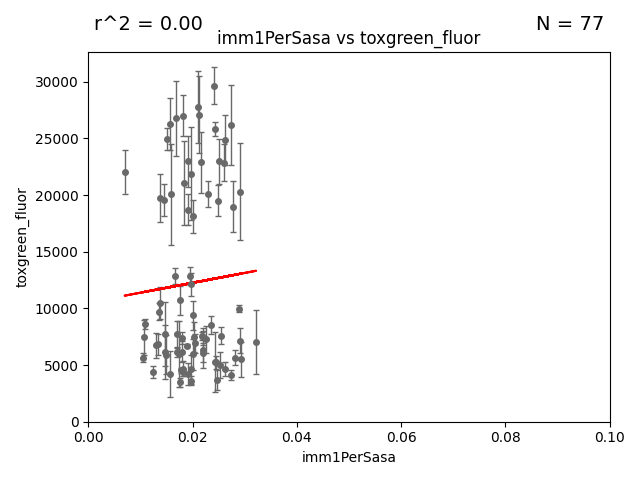 r^2 = 0.00
N = 77
imm1PerSasa vs toxgreen_fluor
30000
25000
20000
15000
10000
5000
0
toxgreen_fluor
0.00
0.02
0.04
0.06
0.08
0.10
imm1PerSasa